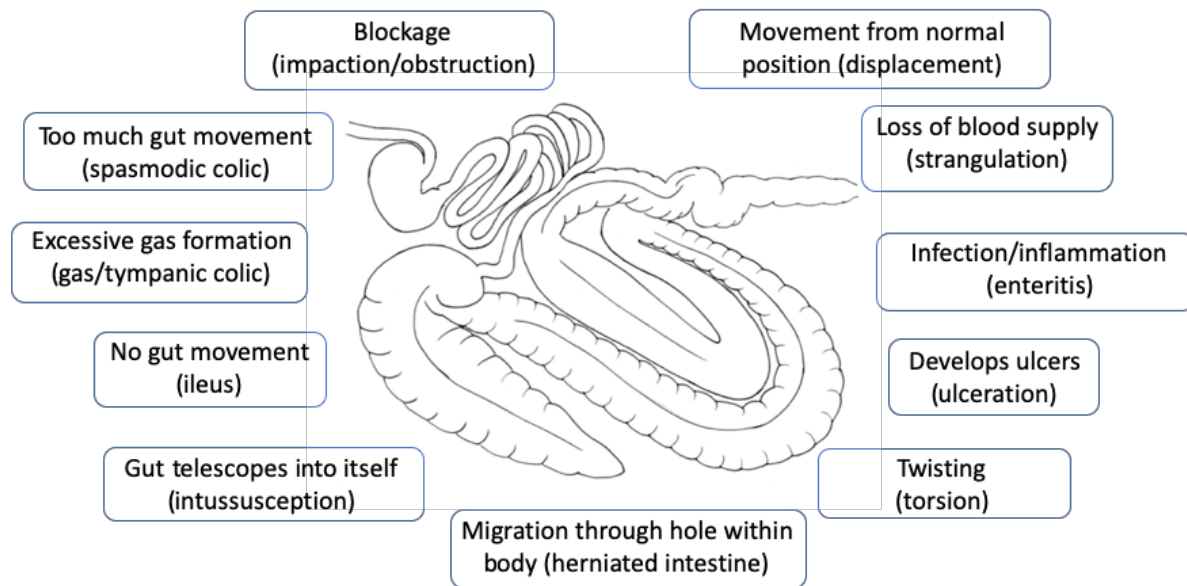 Blockage
(impaction/obstruction)
Movement from normal
position (displacement)
Too much gut movement
(spasmodic colic)
Loss of blood supply
(strangulation)
Excessive gas formation
(gas/tympanic colic)
Infection/inflammation
(enteritis)
No gut movement
(ileus)
Develops ulcers
(ulceration)
Gut telescopes into itself
(intussusception)
Twisting
(torsion)
Migration through hole within
body (herniated intestine)